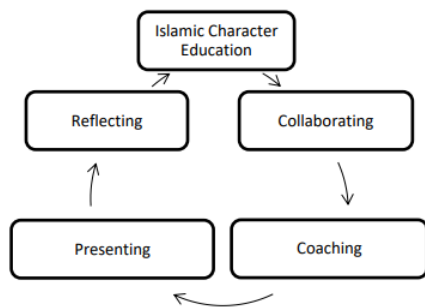 Islamic Character
Education
Reflecting
Collaborating
Presenting
Coaching